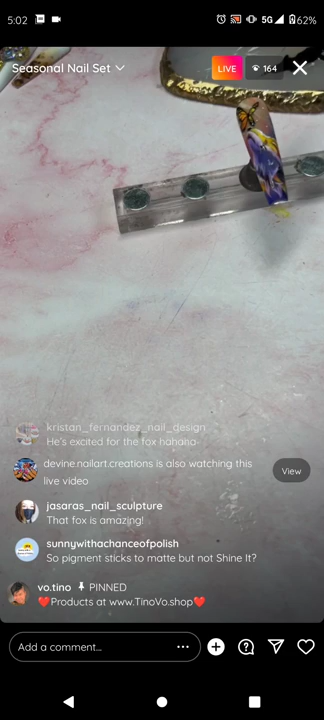 5:02
5G 62%
Seasonal Nail Set
LIVE
164
kristan_fernandez_nail_design
He's excited for the fox hahaha
devine.nailart.creations is also watching this
live video
View
jasaras_nail_sculpture
That fox is amazing!
sunnywithachanceofpolish
So pigment sticks to matte but not Shine It?
vo.tino PINNED
❤️Products at www.TinoVo.shop❤️
Add a comment...